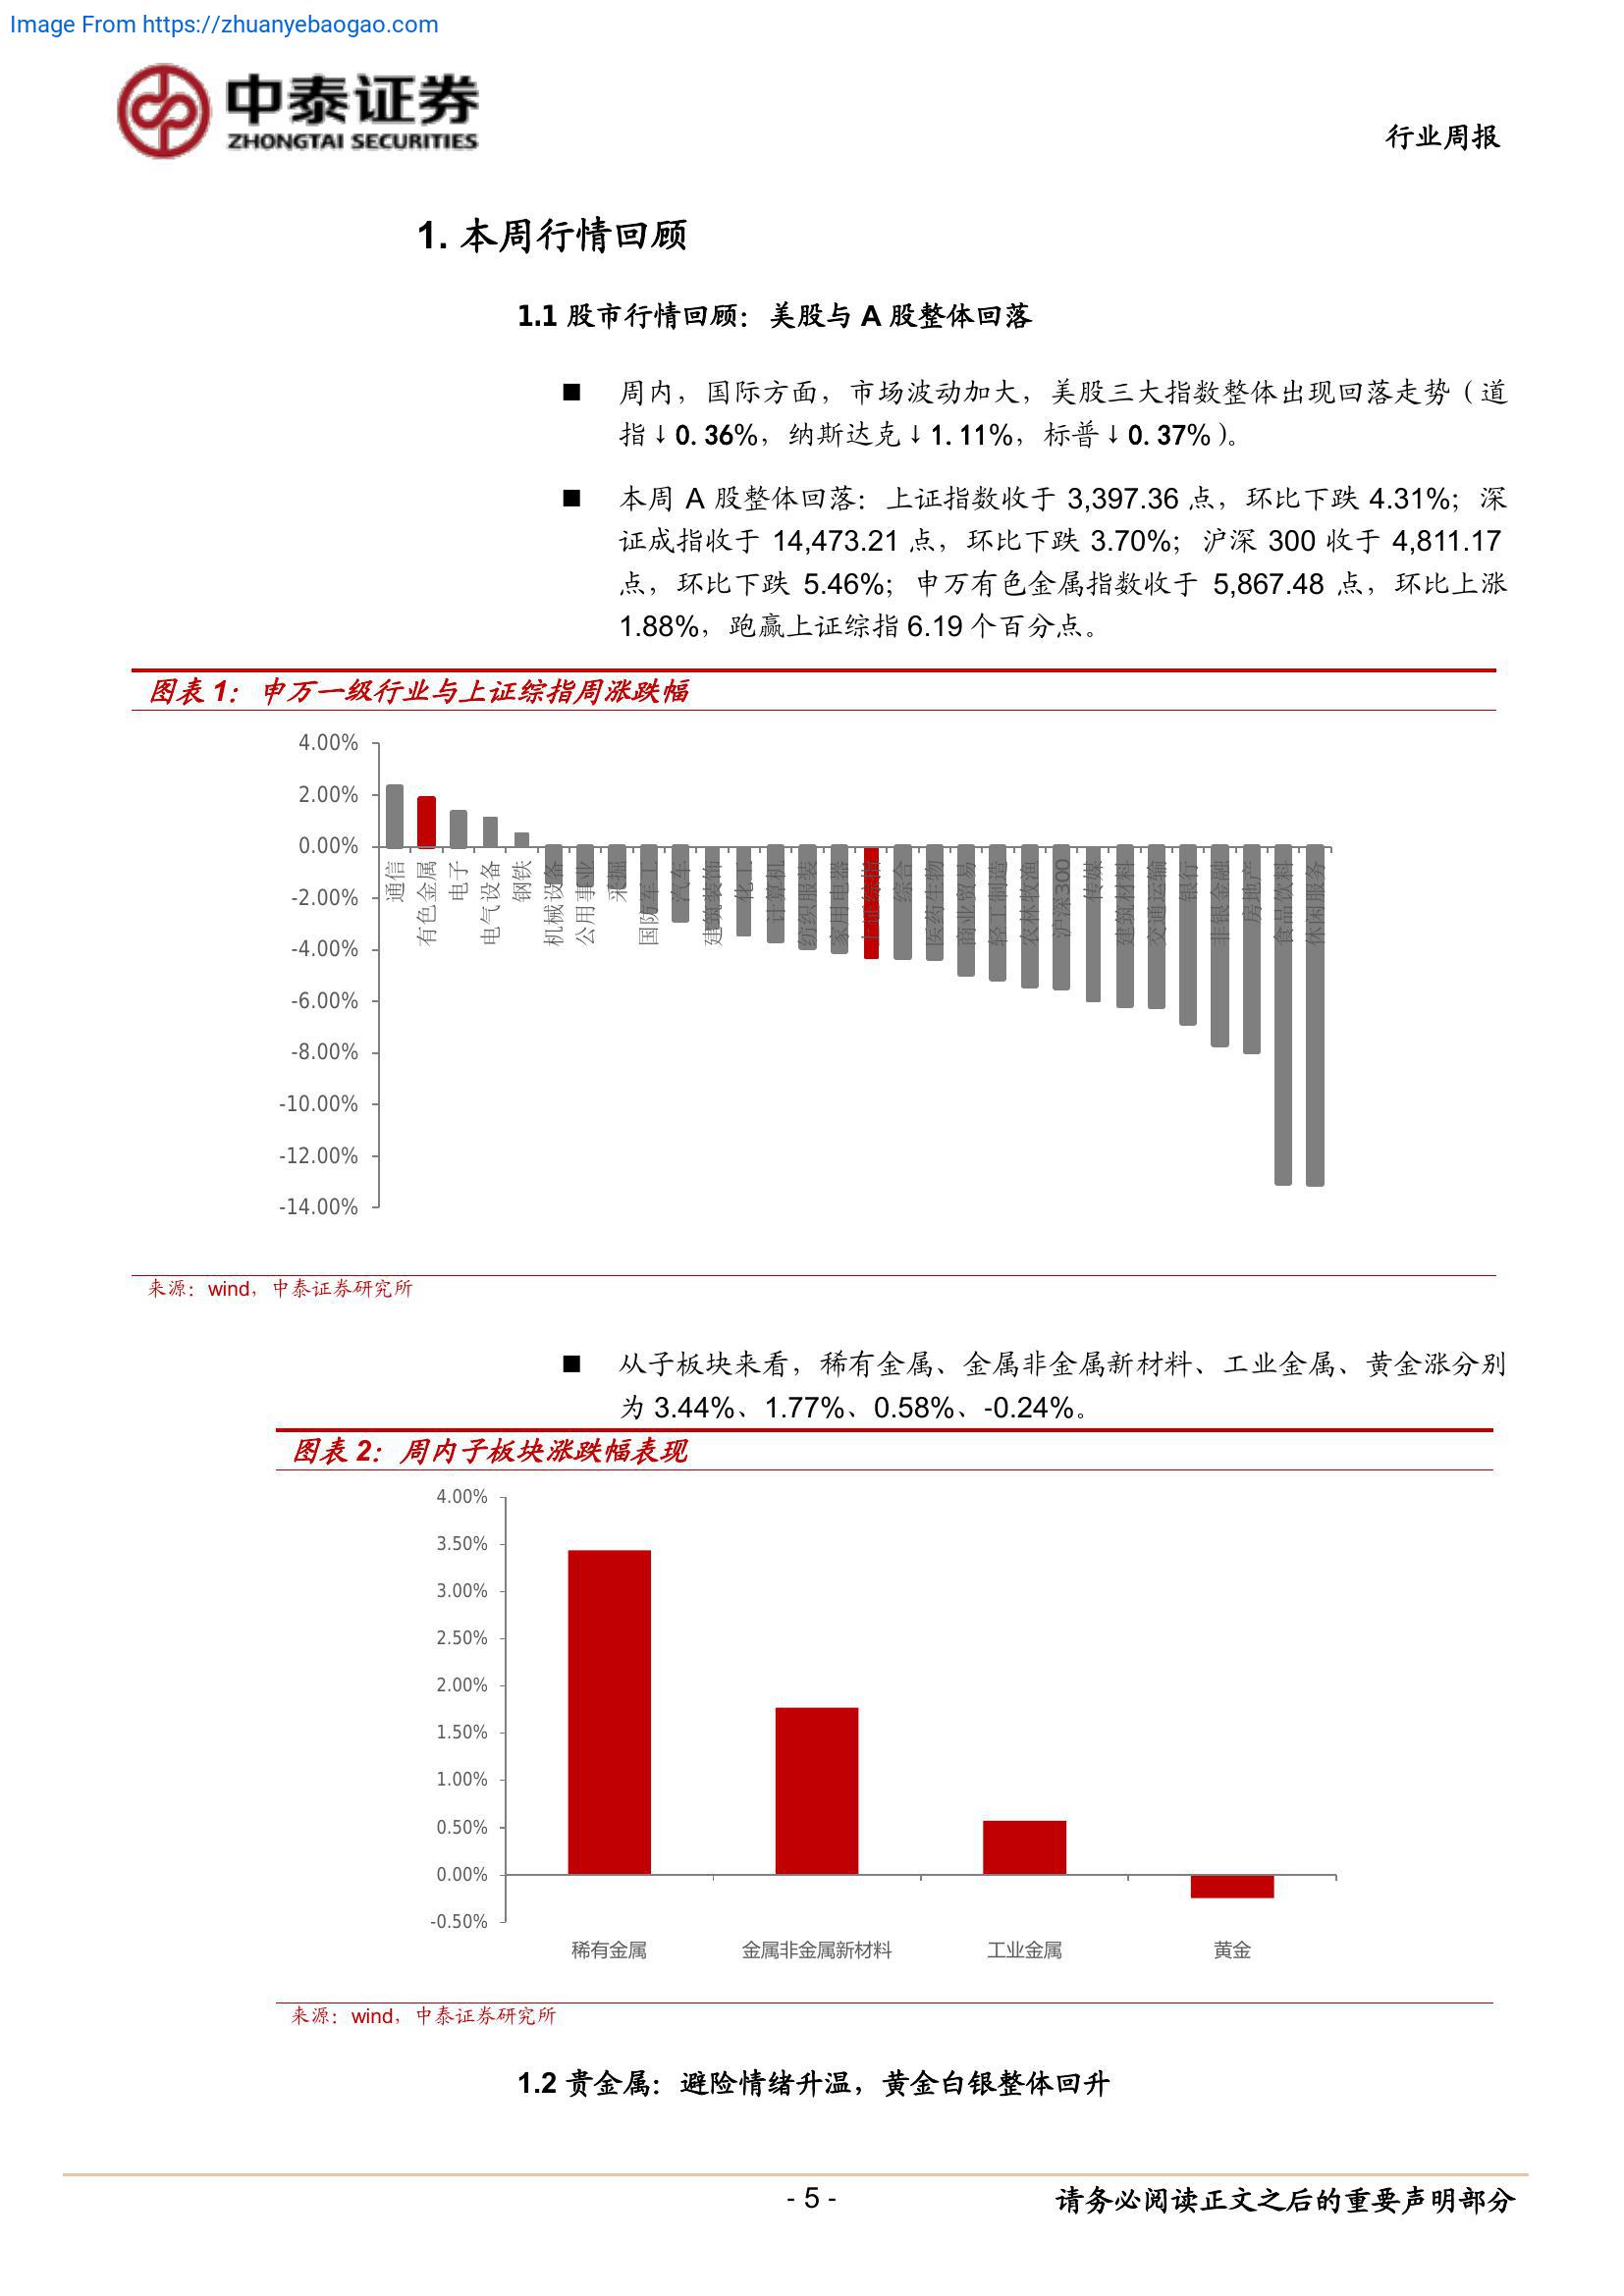 Image From https://zhuanyebaogao.com
中泰证券
ZHONGTAI SECURITIES
行业周报
1. 本周行情回顾
1.1 股市行情回顾：美股与 A 股整体回落
■ 周内，国际方面，市场波动加大，美股三大指数整体出现回落走势（道
指↓0.36%，纳斯达克↓1.11%，标普↓0.37%）。
■ 本周 A 股整体回落：上证指数收于 3,397.36 点，环比下跌 4.31%；深
证成指收于 14,473.21 点，环比下跌 3.70%；沪深 300 收于 4,811.17
点，环比下跌 5.46%；申万有色金属指数收于 5,867.48 点，环比上涨
1.88%，跑赢上证综指 6.19 个百分点。
图表 1：申万一级行业与上证综指周涨跌幅
4.00%
2.00%
0.00%
-2.00%
-4.00%
-6.00%
-8.00%
-10.00%
-12.00%
-14.00%
通信
有色金属
电子
电气设备
钢铁
机械设备
公用事业
采掘
国防军工
汽车
建筑装饰
化工
计算机
纺织服装
家用电器
上证综指
综合
医药生物
商业贸易
轻工制造
农林牧渔
沪深300
传媒
建筑材料
交通运输
银行
非银金融
房地产
食品饮料
休闲服务
来源：wind，中泰证券研究所
■ 从子板块来看，稀有金属、金属非金属新材料、工业金属、黄金涨分别
为 3.44%、1.77%、0.58%、-0.24%。
图表 2：周内子板块涨跌幅表现
4.00%
3.50%
3.00%
2.50%
2.00%
1.50%
1.00%
0.50%
0.00%
-0.50%
稀有金属
金属非金属新材料
工业金属
黄金
来源：wind，中泰证券研究所
1.2 贵金属：避险情绪升温，黄金白银整体回升
- 5 -
请务必阅读正文之后的重要声明部分